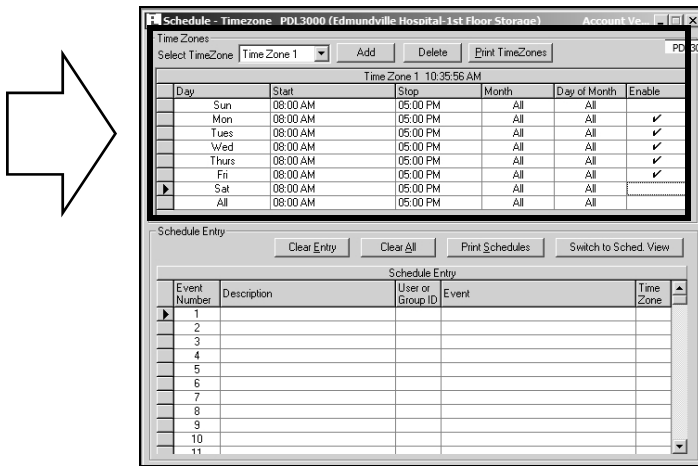 Schedule - Timezone PDL3000 (Edmundville Hospital-1st Floor Storage) Account Ve...
Time Zones
Select TimeZone Time Zone 1 Add Delete Print TimeZones
Time Zone 1 10:35:56 AM
Day Start Stop Month Day of Month Enable
Sun 08:00 AM 05:00 PM All All
Mon 08:00 AM 05:00 PM All All ✓
Tues 08:00 AM 05:00 PM All All ✓
Wed 08:00 AM 05:00 PM All All ✓
Thurs 08:00 AM 05:00 PM All All ✓
Fri 08:00 AM 05:00 PM All All ✓
Sat 08:00 AM 05:00 PM All All
All 08:00 AM 05:00 PM All All
Schedule Entry
Clear Entry Clear All Print Schedules Switch to Sched. View
Schedule Entry
Event Number Description User or Group ID Event Time Zone
1
2
3
4
5
6
7
8
9
10
11